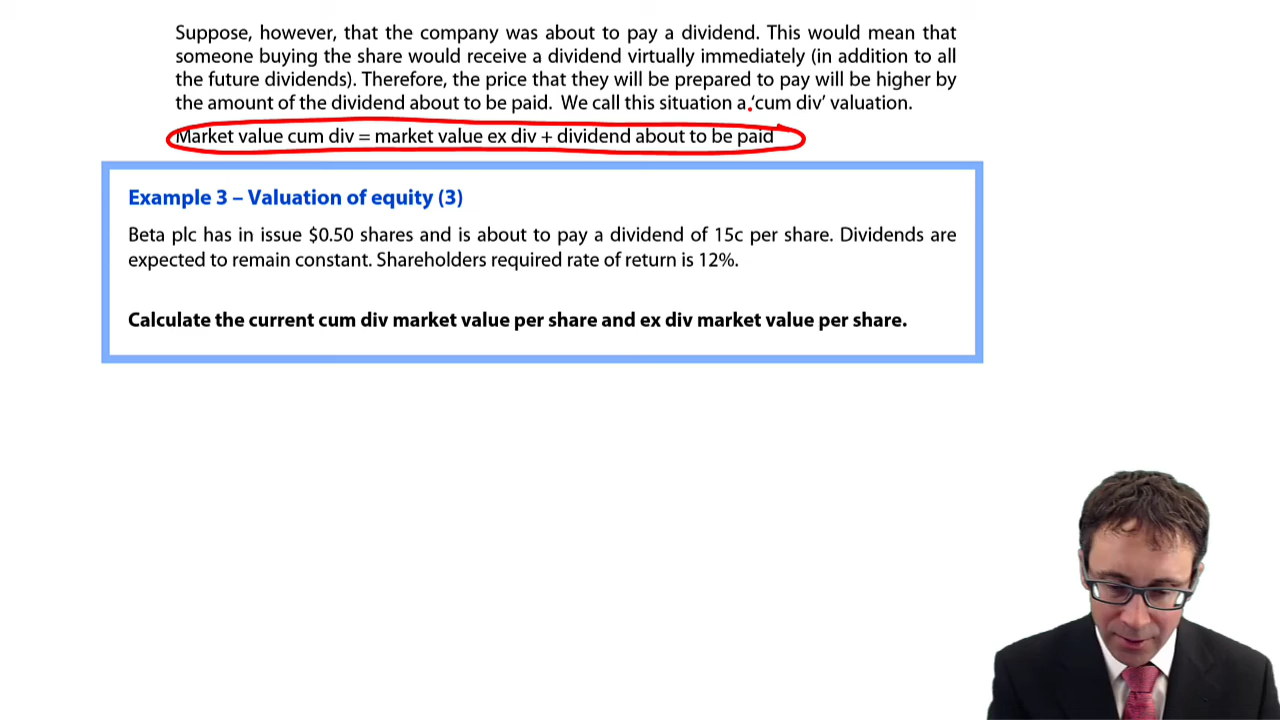 Suppose, however, that the company was about to pay a dividend. This would mean that
someone buying the share would receive a dividend virtually immediately (in addition to all
the future dividends). Therefore, the price that they will be prepared to pay will be higher by
the amount of the dividend about to be paid. We call this situation a ‘cum div’ valuation.
Market value cum div = market value ex div + dividend about to be paid
Example 3 – Valuation of equity (3)
Beta plc has in issue $0.50 shares and is about to pay a dividend of 15c per share. Dividends are
expected to remain constant. Shareholders required rate of return is 12%.
Calculate the current cum div market value per share and ex div market value per share.